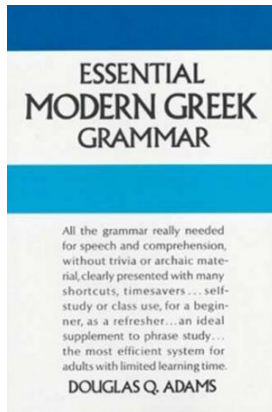 ESSENTIAL
MODERN GREEK
GRAMMAR
All the grammar really needed
for speech and comprehension,
without trivia or archaic mate-
rial, clearly presented with many
shortcuts, timesavers...self-
study or class use, for a begin-
ner, as a refresher...an ideal
supplement to phrase study...
the most efficient system for
adults with limited learning time.
DOUGLAS Q. ADAMS